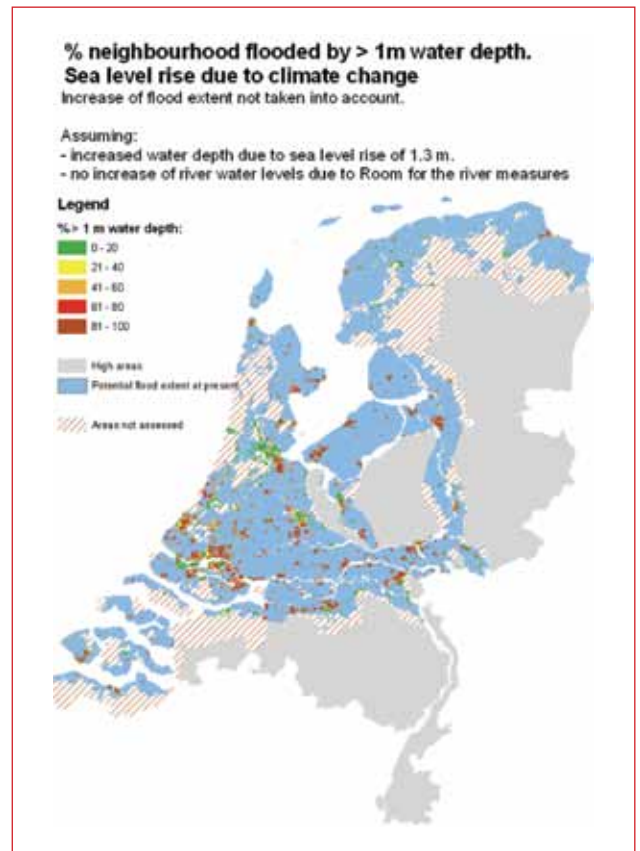 % neighbourhood flooded by > 1m water depth.
Sea level rise due to climate change
Increase of flood extent not taken into account.
Assuming:
- increased water depth due to sea level rise of 1.3 m.
- no increase of river water levels due to Room for the river measures
Legend
%> 1 m water depth:
0 - 20
21 - 40
41 - 60
61 - 80
81 - 100
High areas
Potential flood extent at present
Areas not assessed